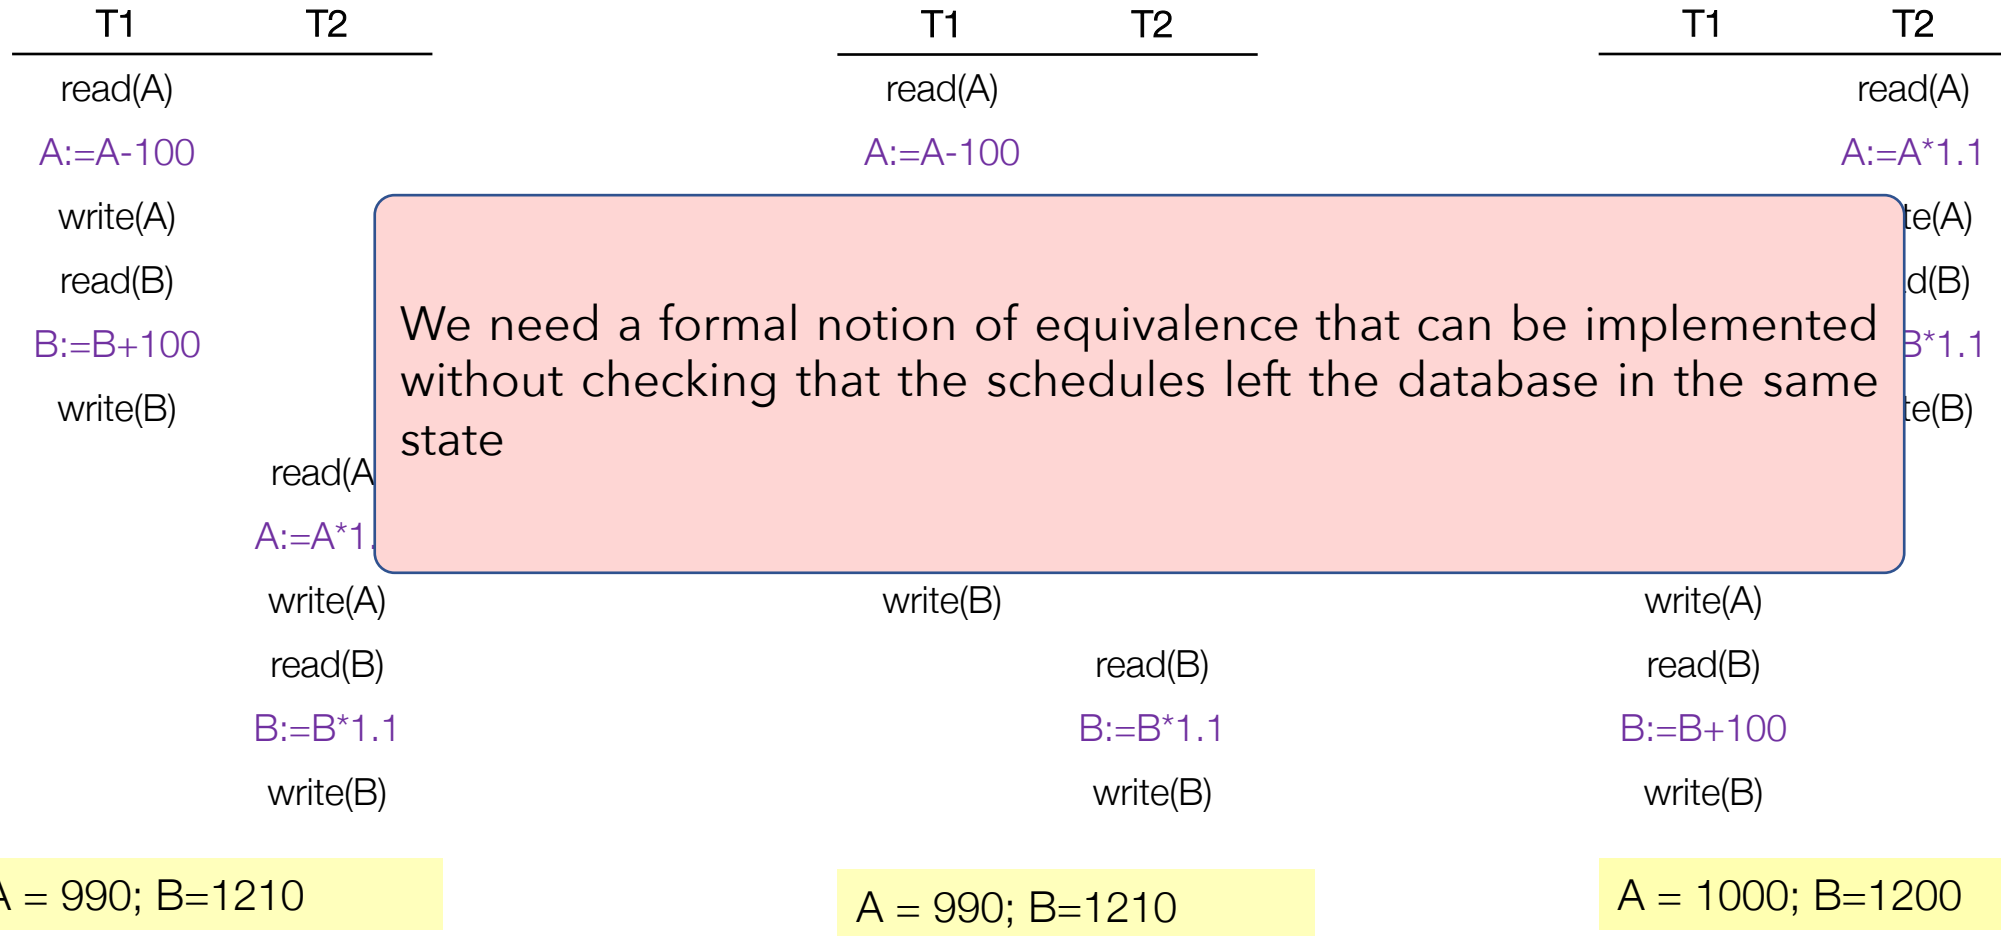 T1 T2
read(A)
A:=A-100
write(A)
read(B)
B:=B+100
write(B)
read(A
A:=A*1.
write(A)
read(B)
B:=B*1.1
write(B)
A = 990; B=1210
T1 T2
read(A)
A:=A-100
We need a formal notion of equivalence that can be implemented
without checking that the schedules left the database in the same
state
write(B)
read(B)
B:=B*1.1
write(B)
A = 990; B=1210
T1 T2
read(A)
A:=A*1.1
te(A)
d(B)
B*1.1
te(B)
write(A)
read(B)
B:=B+100
write(B)
A = 1000; B=1200